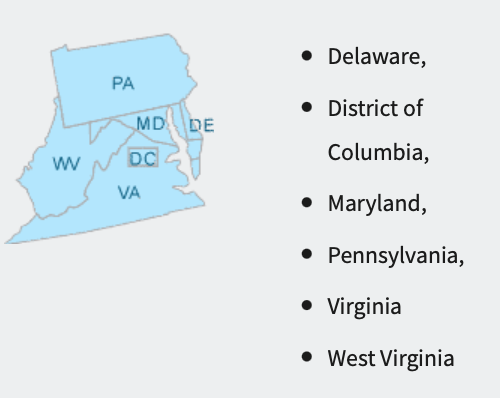 PA
MD
DE
WV
DC
VA
Delaware,
District of
Columbia,
Maryland,
Pennsylvania,
Virginia
West Virginia